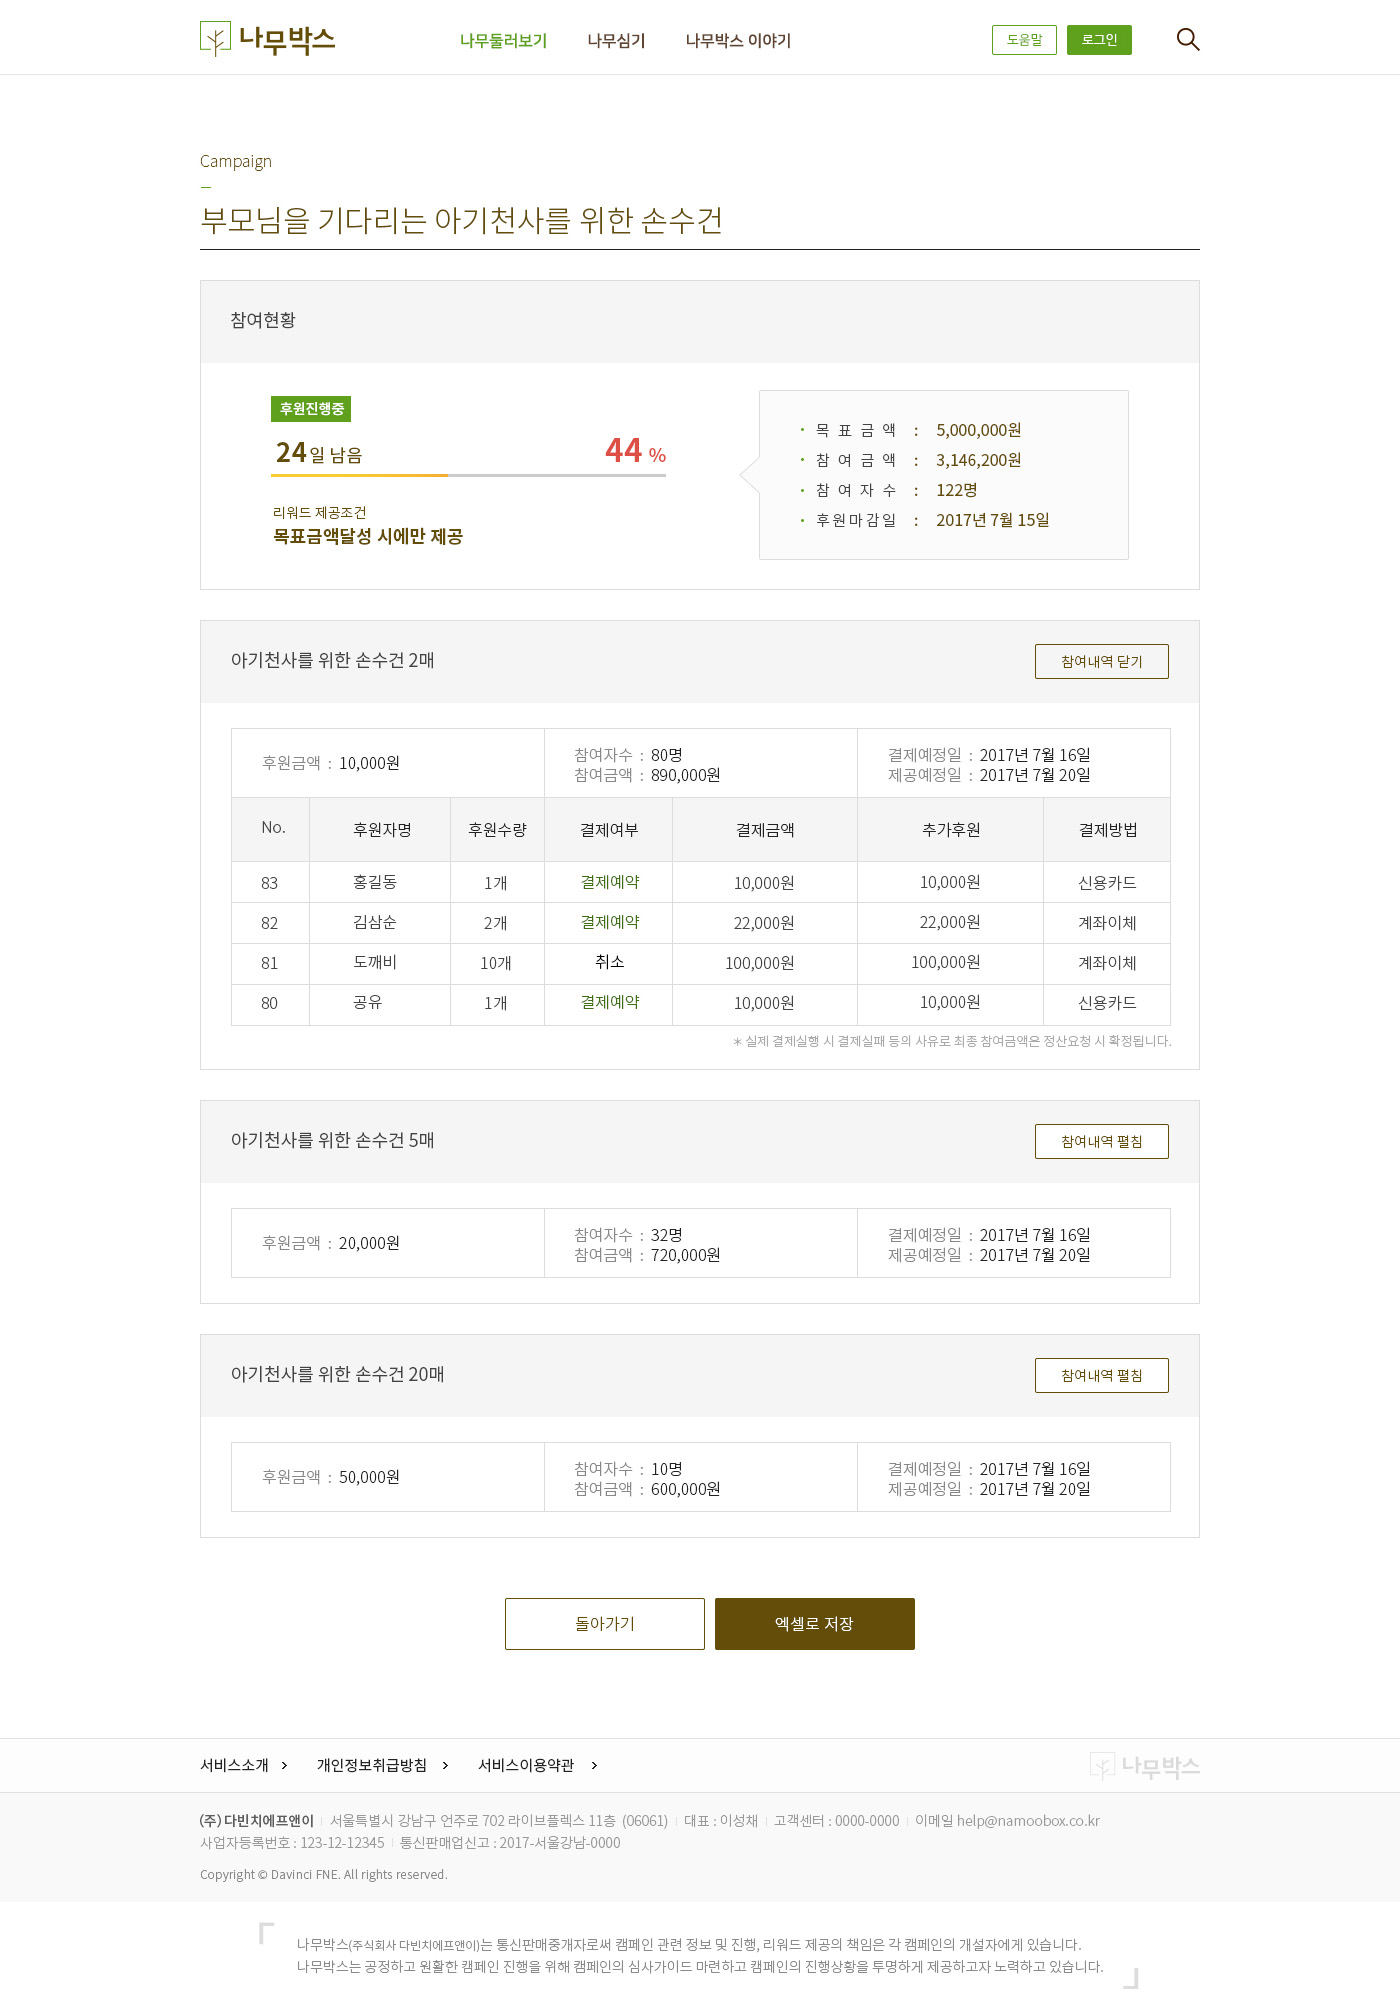 나무박스
나무둘러보기 나무심기 나무박스 이야기 도움말 로그인
Campaign
부모님을 기다리는 아기천사를 위한 손수건
참여현황
후원진행중
24일 남음 44 %
리워드 제공조건
목표금액달성 시에만 제공
· 목 표 금 액 : 5,000,000원
· 참 여 금 액 : 3,146,200원
· 참 여 자 수 : 122명
· 후원마감일 : 2017년 7월 15일
아기천사를 위한 손수건 2매 참여내역 닫기
후원금액 : 10,000원
참여자수 : 80명
참여금액 : 890,000원
결제예정일 : 2017년 7월 16일
제공예정일 : 2017년 7월 20일
No. 후원자명 후원수량 결제여부 결제금액 추가후원 결제방법
83 홍길동 1개 결제예약 10,000원 10,000원 신용카드
82 김삼순 2개 결제예약 22,000원 22,000원 계좌이체
81 도깨비 10개 취소 100,000원 100,000원 계좌이체
80 공유 1개 결제예약 10,000원 10,000원 신용카드
* 실제 결제실행 시 결제실패 등의 사유로 최종 참여금액은 정산요청 시 확정됩니다.
아기천사를 위한 손수건 5매 참여내역 펼침
후원금액 : 20,000원
참여자수 : 32명
참여금액 : 720,000원
결제예정일 : 2017년 7월 16일
제공예정일 : 2017년 7월 20일
아기천사를 위한 손수건 20매 참여내역 펼침
후원금액 : 50,000원
참여자수 : 10명
참여금액 : 600,000원
결제예정일 : 2017년 7월 16일
제공예정일 : 2017년 7월 20일
돌아가기 엑셀로 저장
서비스소개 개인정보취급방침 서비스이용약관 나무박스
(주) 다빈치에프앤이 | 서울특별시 강남구 언주로 702 라이브플렉스 11층 (06061) | 대표 : 이성채 | 고객센터 : 0000-0000 | 이메일 help@namoobox.co.kr
사업자등록번호 : 123-12-12345 | 통신판매업신고 : 2017-서울강남-0000
Copyright © Davinci FNE. All rights reserved.
「 나무박스(주식회사 다빈치에프앤이)는 통신판매중개자로써 캠페인 관련 정보 및 진행, 리워드 제공의 책임은 각 캠페인의 개설자에게 있습니다.
나무박스는 공정하고 원활한 캠페인 진행을 위해 캠페인의 심사가이드 마련하고 캠페인의 진행상황을 투명하게 제공하고자 노력하고 있습니다. 」